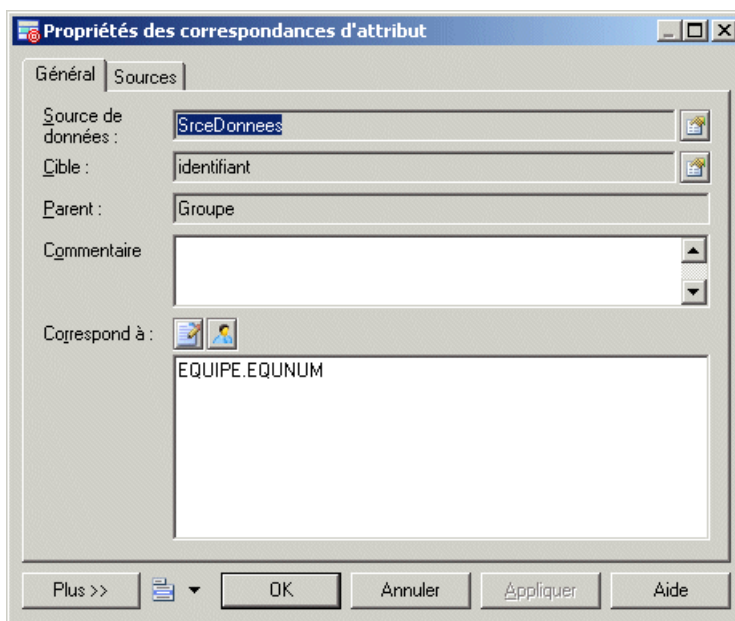 Propriétés des correspondances d'attribut
Général Sources
Source de
données : SrceDonnees
Cible : identifiant
Parent : Groupe
Commentaire
Correspond à :
EQUIPE.EQUNUM
Plus >> OK Annuler Appliquer Aide